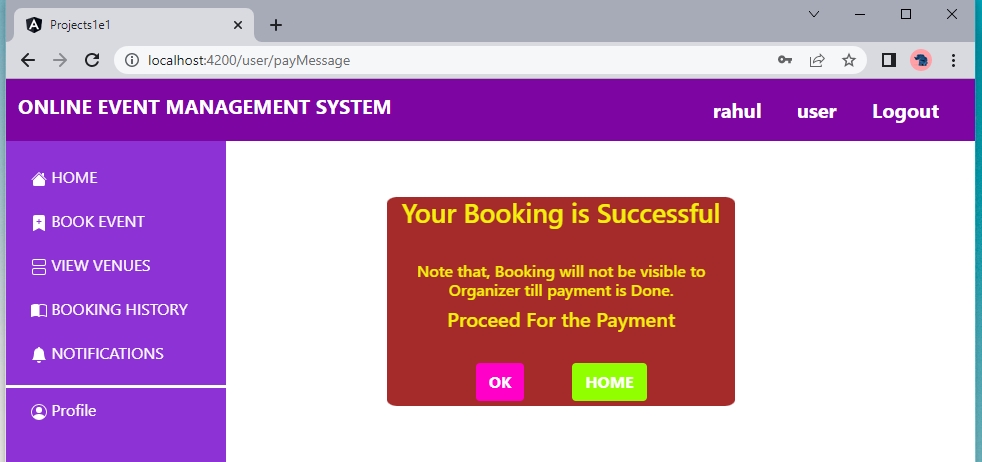 Projects1e1
localhost:4200/user/payMessage
ONLINE EVENT MANAGEMENT SYSTEM
rahul user Logout
HOME
BOOK EVENT
VIEW VENUES
BOOKING HISTORY
NOTIFICATIONS
Profile
Your Booking is Successful
Note that, Booking will not be visible to
Organizer till payment is Done.
Proceed For the Payment
OK HOME